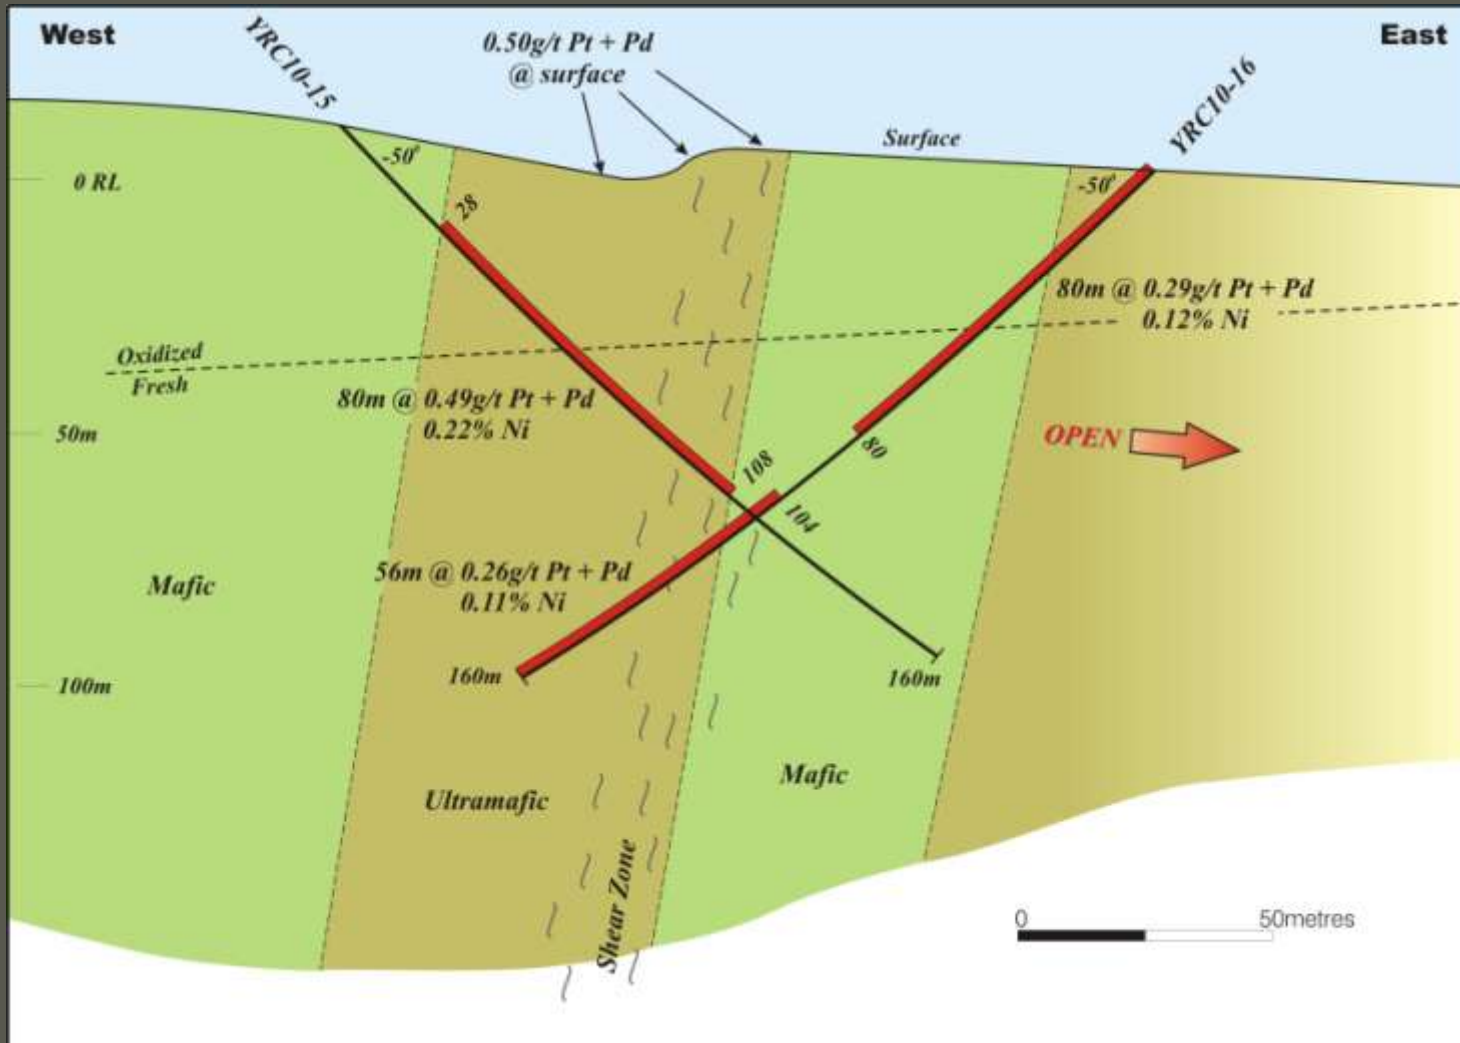 West
East
YRC10-15
0.50g/t Pt + Pd
@ surface
YRC10-16
Surface
-50⁰
-50⁰
0 RL
28
80m @ 0.29g/t Pt + Pd
0.12% Ni
Oxidized
Fresh
80m @ 0.49g/t Pt + Pd
0.22% Ni
50m
OPEN
80
108
104
56m @ 0.26g/t Pt + Pd
0.11% Ni
Mafic
160m
160m
100m
Mafic
Ultramafic
Shear Zone
0
50metres